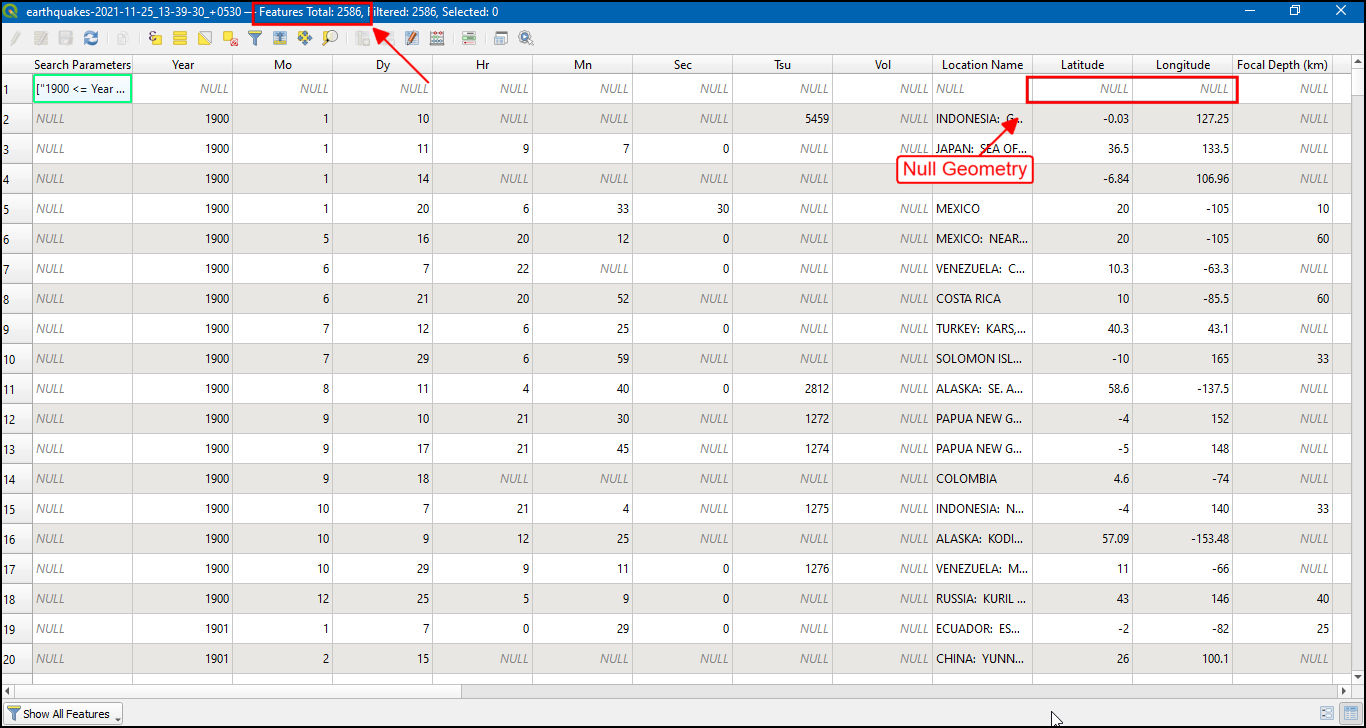 earthquakes-2021-11-25_13-39-30_+0530 — Features Total: 2586, Filtered: 2586, Selected: 0
Search Parameters Year Mo Dy Hr Mn Sec Tsu Vol Location Name Latitude Longitude Focal Depth (km)
1 ["1900 <= Year ... NULL NULL NULL NULL NULL NULL NULL NULL NULL NULL NULL NULL
2 NULL 1900 1 10 NULL NULL NULL 5459 NULL INDONESIA: G... -0.03 127.25 NULL
3 NULL 1900 1 11 9 7 0 NULL NULL JAPAN: SEA OF... 36.5 133.5 NULL
Null Geometry
4 NULL 1900 1 14 NULL NULL NULL NULL -6.84 106.96 NULL
5 NULL 1900 1 20 6 33 30 NULL NULL MEXICO 20 -105 10
6 NULL 1900 5 16 20 12 0 NULL NULL MEXICO: NEAR... 20 -105 60
7 NULL 1900 6 7 22 NULL 0 NULL NULL VENEZUELA: C... 10.3 -63.3 NULL
8 NULL 1900 6 21 20 52 NULL NULL NULL COSTA RICA 10 -85.5 60
9 NULL 1900 7 12 6 25 0 NULL NULL TURKEY: KARS,... 40.3 43.1 NULL
10 NULL 1900 7 29 6 59 NULL NULL NULL SOLOMON ISL... -10 165 33
11 NULL 1900 8 11 4 40 0 2812 NULL ALASKA: SE. A... 58.6 -137.5 NULL
12 NULL 1900 9 10 21 30 NULL 1272 NULL PAPUA NEW G... -4 152 NULL
13 NULL 1900 9 17 21 45 NULL 1274 NULL PAPUA NEW G... -5 148 NULL
14 NULL 1900 9 18 NULL NULL NULL NULL NULL COLOMBIA 4.6 -74 NULL
15 NULL 1900 10 7 21 4 0 1275 NULL INDONESIA: N... -4 140 33
16 NULL 1900 10 9 12 25 0 NULL NULL ALASKA: KODI... 57.09 -153.48 NULL
17 NULL 1900 10 29 9 11 0 1276 NULL VENEZUELA: M... 11 -66 NULL
18 NULL 1900 12 25 5 9 0 NULL NULL RUSSIA: KURIL ... 43 146 40
19 NULL 1901 1 7 0 29 0 NULL NULL ECUADOR: ES... -2 -82 25
20 NULL 1901 2 15 NULL NULL NULL NULL NULL CHINA: YUNN... 26 100.1 NULL
Show All Features